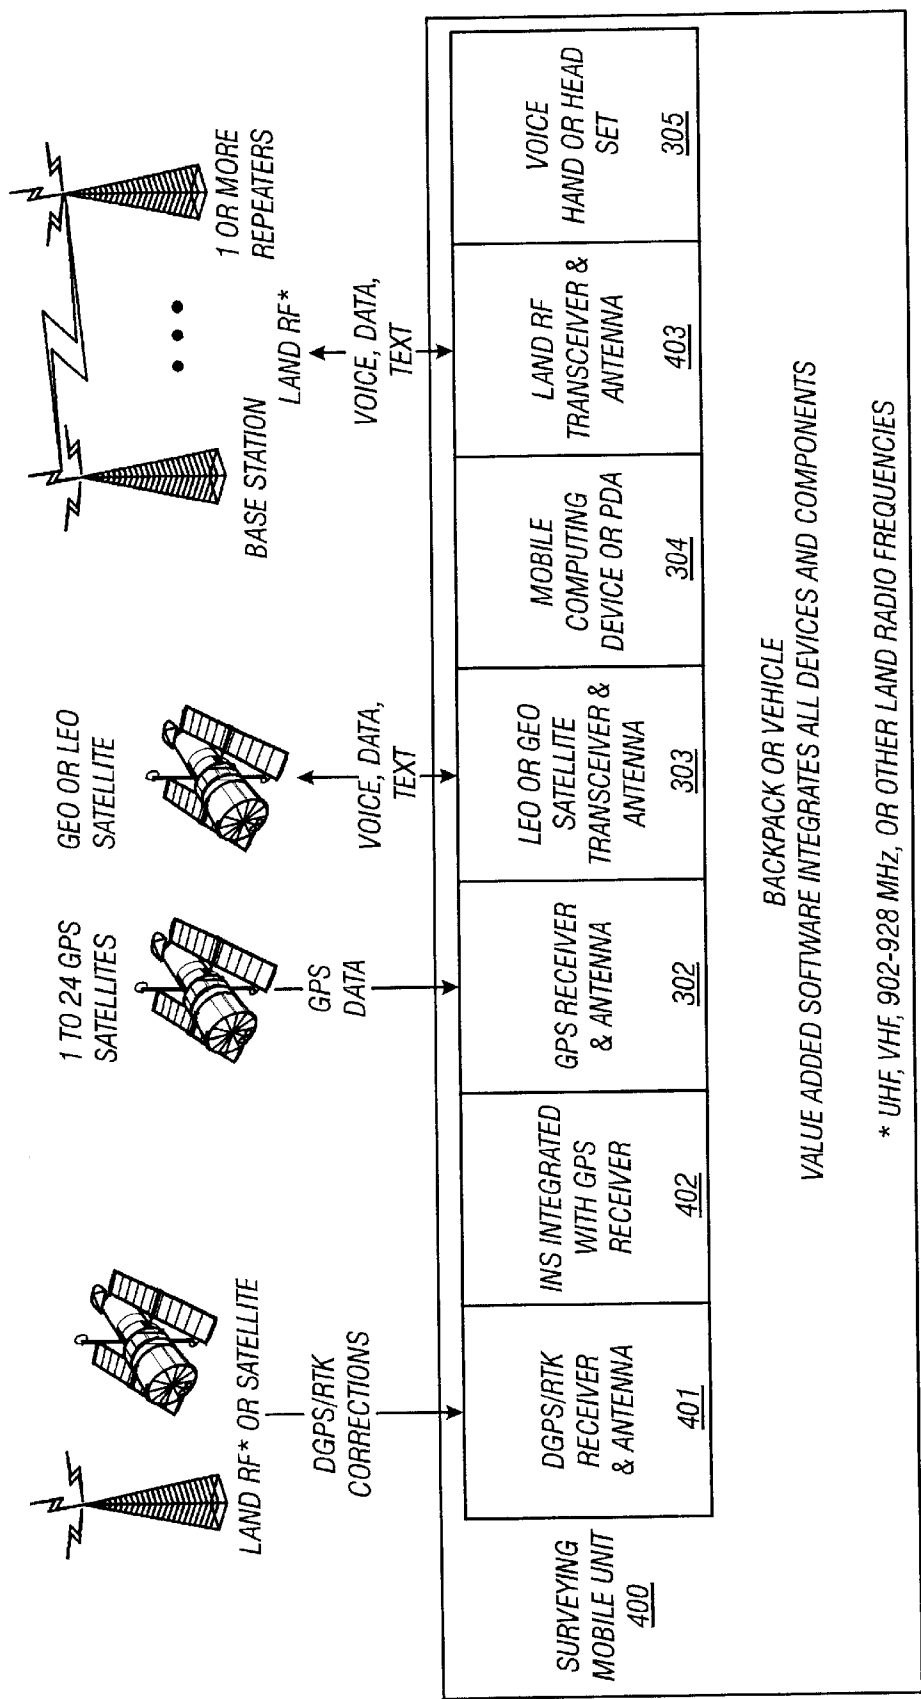 LAND RF* OR SATELLITE
1 TO 24 GPS
SATELLITES
GEO OR LEO
SATELLITE
BASE STATION
LAND RF*
1 OR MORE
REPEATERS
DGPS/RTK
CORRECTIONS
GPS
DATA
VOICE, DATA,
TEXT
VOICE, DATA,
TEXT
SURVEYING
MOBILE UNIT
400
DGPS/RTK
RECEIVER
& ANTENNA
401
INS INTEGRATED
WITH GPS
RECEIVER
402
GPS RECEIVER
& ANTENNA
302
LEO OR GEO
SATELLITE
TRANSCEIVER &
ANTENNA
303
MOBILE
COMPUTING
DEVICE OR PDA
304
LAND RF
TRANSCEIVER &
ANTENNA
403
VOICE
HAND OR HEAD
SET
305
BACKPACK OR VEHICLE
VALUE ADDED SOFTWARE INTEGRATES ALL DEVICES AND COMPONENTS
* UHF, VHF, 902-928 MHz, OR OTHER LAND RADIO FREQUENCIES